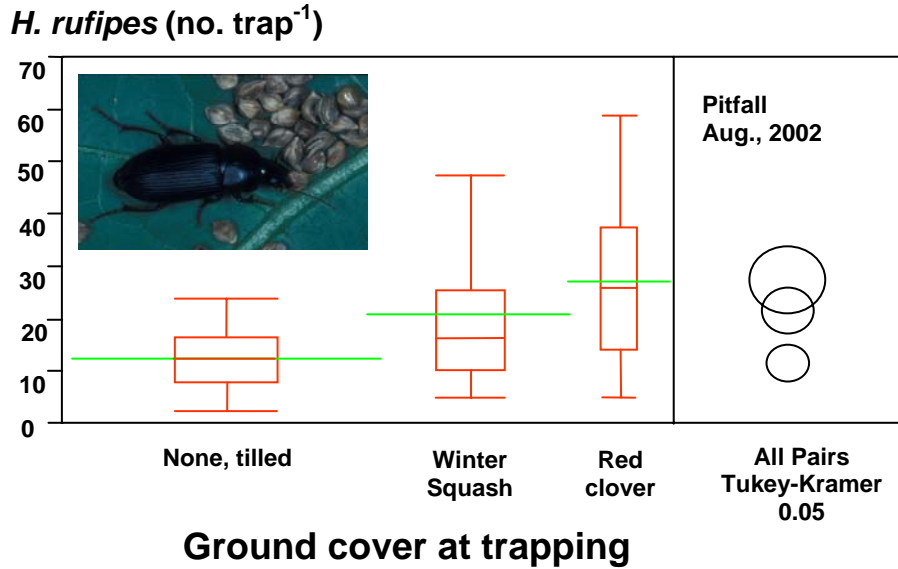 H. rufipes (no. trap-1)
70
60
50
40
30
20
10
0
Pitfall
Aug., 2002
None, tilled
Winter
Squash
Red
clover
All Pairs
Tukey-Kramer
0.05
Ground cover at trapping